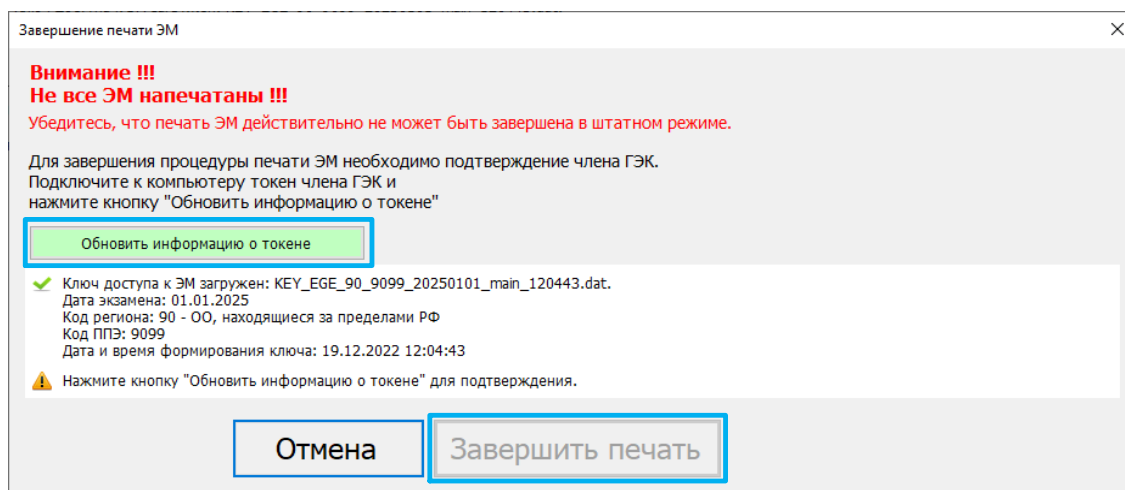 Завершение печати ЭМ
Внимание !!!
Не все ЭМ напечатаны !!!
Убедитесь, что печать ЭМ действительно не может быть завершена в штатном режиме.
Для завершения процедуры печати ЭМ необходимо подтверждение члена ГЭК.
Подключите к компьютеру токен члена ГЭК и
нажмите кнопку "Обновить информацию о токене"
Обновить информацию о токене
Ключ доступа к ЭМ загружен: KEY_EGE_90_9099_20250101_main_120443.dat.
Дата экзамена: 01.01.2025
Код региона: 90 - ОО, находящиеся за пределами РФ
Код ППЭ: 9099
Дата и время формирования ключа: 19.12.2022 12:04:43
Нажмите кнопку "Обновить информацию о токене" для подтверждения.
Отмена
Завершить печать